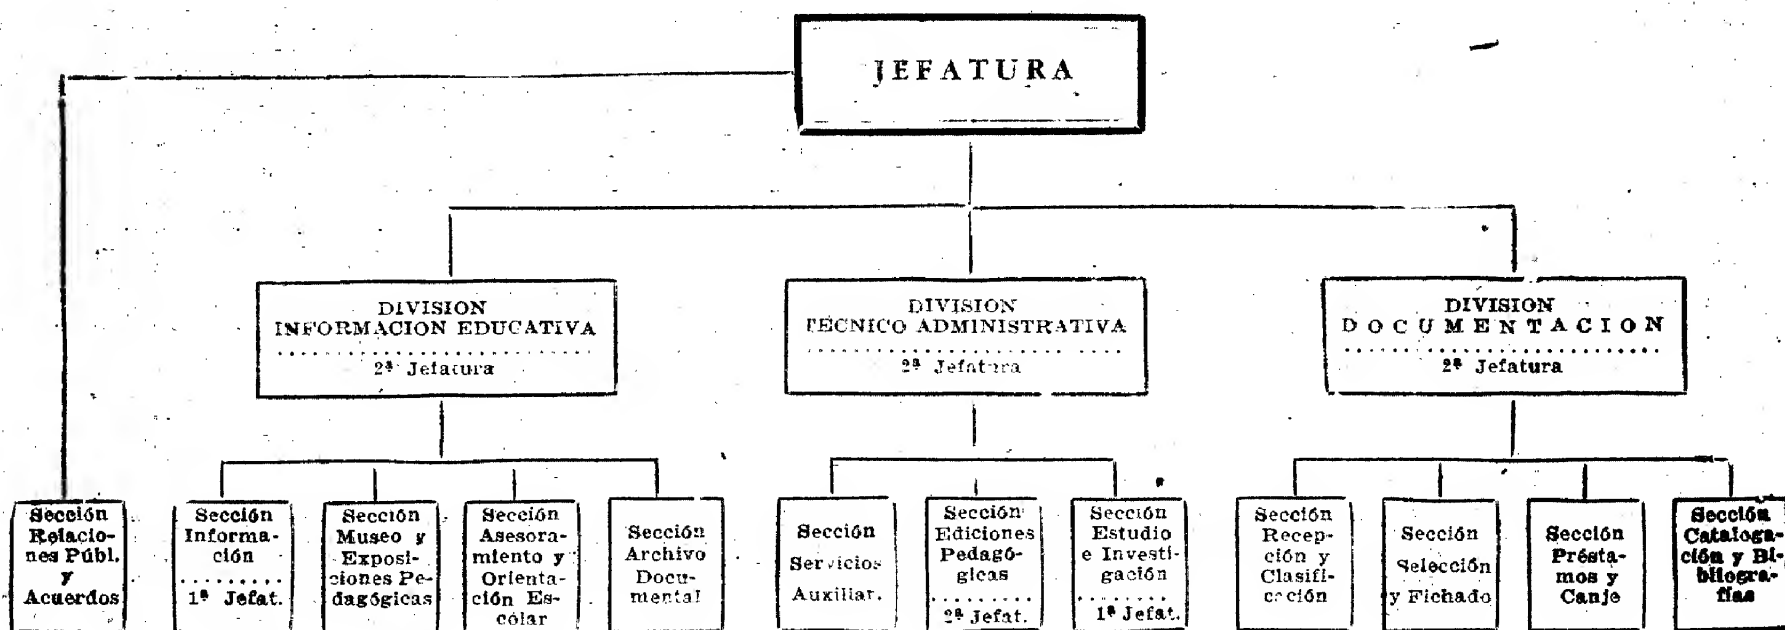 JEFATURA
DIVISION
INFORMACION EDUCATIVA
2ª Jefatura
DIVISION
TECNICO ADMINISTRATIVA
2ª Jefatura
DIVISION
DOCUMENTACION
2ª Jefatura
Sección
Relacio-
nes Públ.
y
Acuerdos
Sección
Informa-
ción
1ª Jefat.
Sección
Museo y
Exposi-
ciones Pe-
dagógicas
Sección
Asesora-
miento y
Orienta-
ción Es-
colar
Sección
Archivo
Docu-
mental
Sección
Servicios
Auxiliar.
Sección
Ediciones
Pedagó-
gicas
2ª Jefat.
Sección
Estudio
e Investi-
gación
1ª Jefat.
Sección
Recep-
ción y
Clasifi-
cación
Sección
Selección
y Fichado
Sección
Présta-
mos y
Canje
Sección
Cataloga-
ción y Bi-
bliogra-
fías